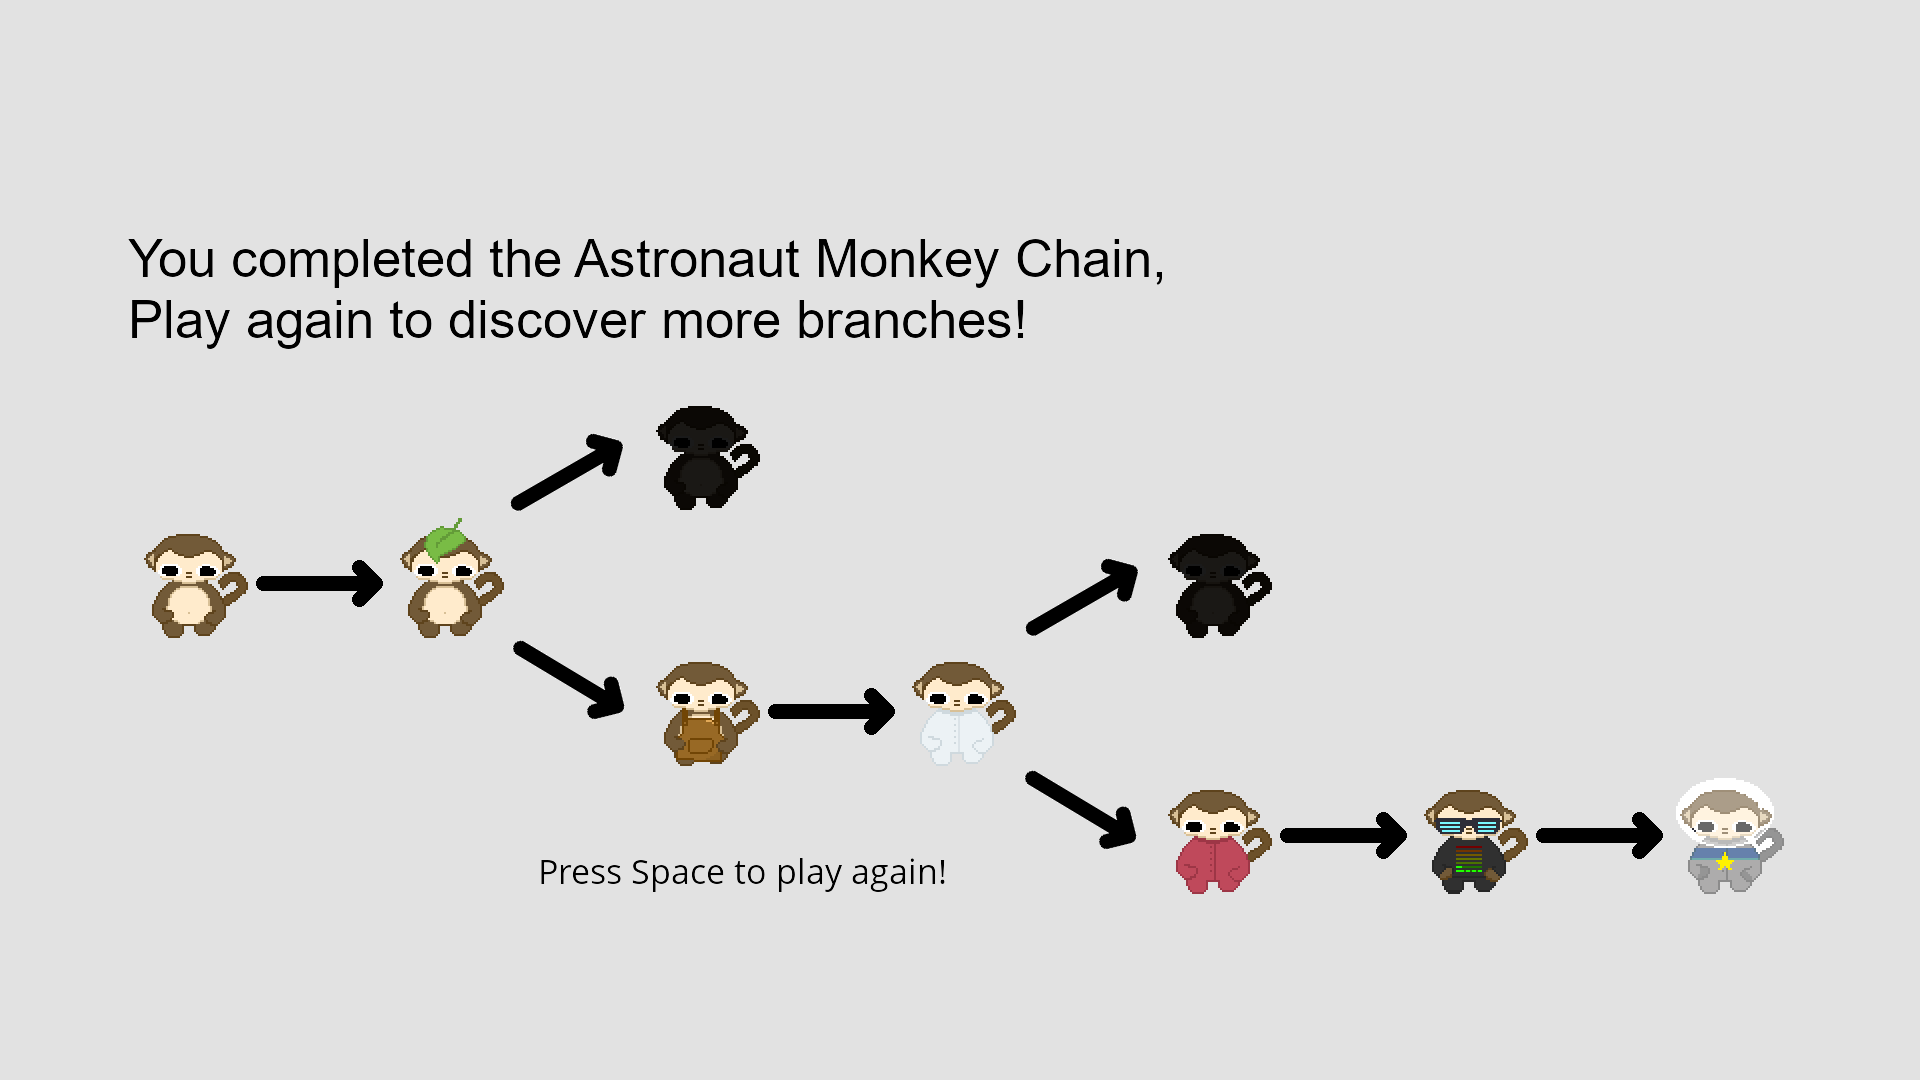 You completed the Astronaut Monkey Chain,
Play again to discover more branches!
Press Space to play again!